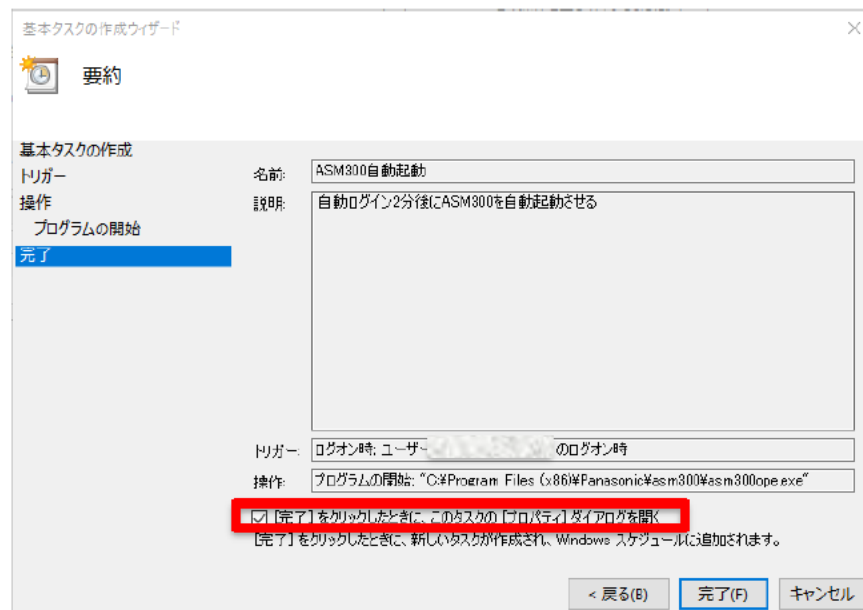 基本タスクの作成ウィザード
要約
基本タスクの作成
トリガー
操作
プログラムの開始
完了
名前: ASM300自動起動
説明: 自動ログイン2分後にASM300を自動起動させる
トリガー: ログオン時; ユーザー のログオン時
操作: プログラムの開始; "C:¥Program Files (x86)¥Panasonic¥asm300¥asm300ope.exe"
[完了] をクリックしたときに、このタスクの [プロパティ] ダイアログを開く
[完了] をクリックしたときに、新しいタスクが作成され、Windows スケジュールに追加されます。
< 戻る(B) 完了(F) キャンセル